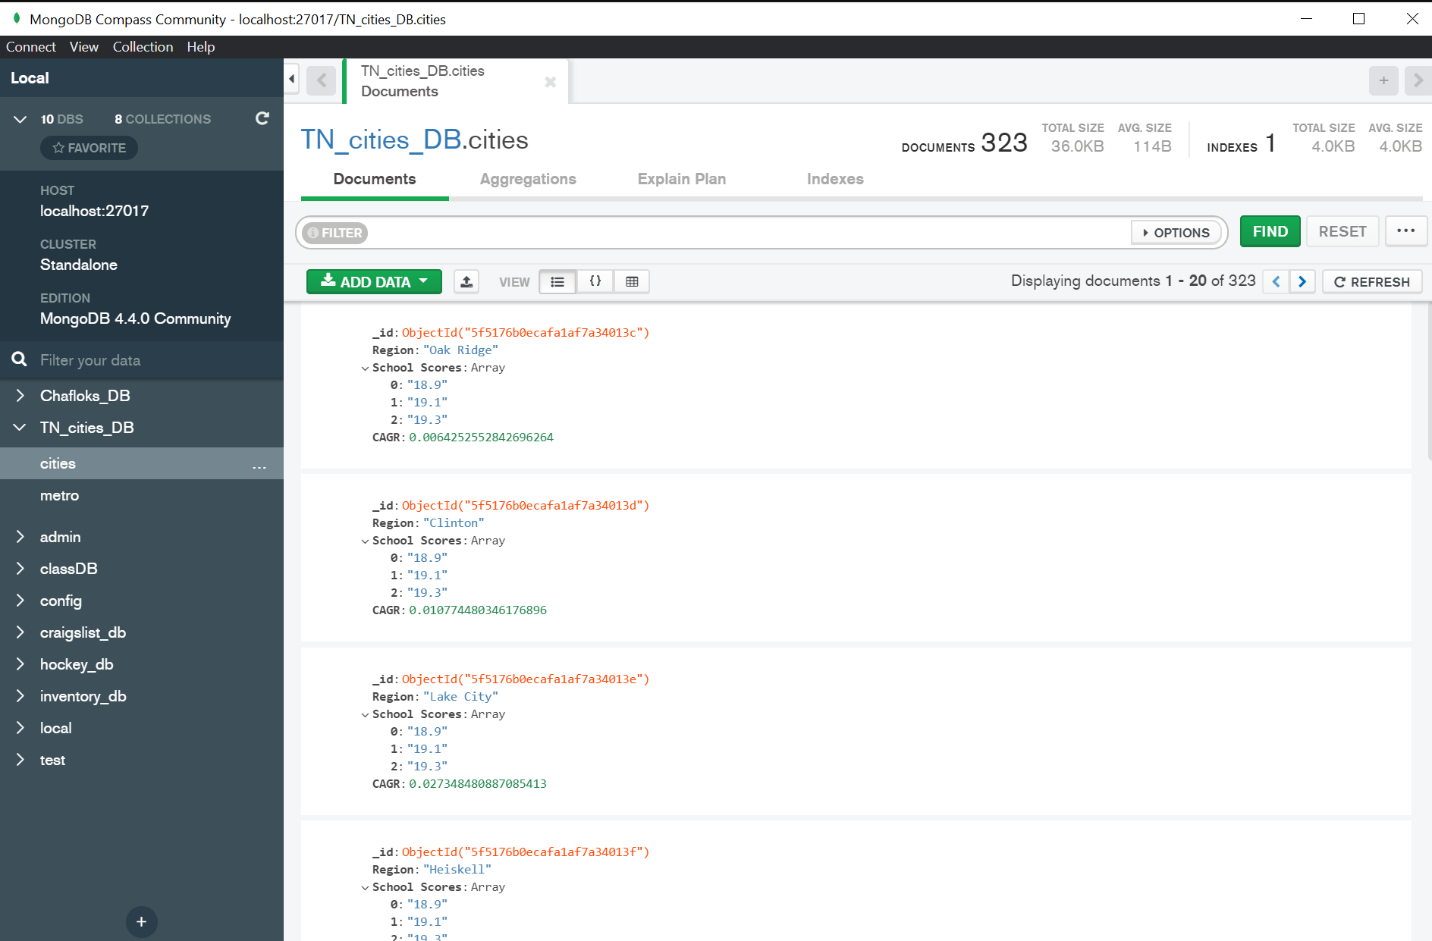 MongoDB Compass Community - localhost:27017/TN_cities_DB.cities
Connect View Collection Help
Local
10 DBS 8 COLLECTIONS
FAVORITE
HOST
localhost:27017
CLUSTER
Standalone
EDITION
MongoDB 4.4.0 Community
Filter your data
Chafloks_DB
TN_cities_DB
cities ...
metro
admin
classDB
config
craigslist_db
hockey_db
inventory_db
local
test
+
TN_cities_DB.cities
Documents
TN_cities_DB.cities
DOCUMENTS 323 TOTAL SIZE 36.0KB AVG. SIZE 114B INDEXES 1 TOTAL SIZE 4.0KB AVG. SIZE 4.0KB
Documents Aggregations Explain Plan Indexes
FILTER OPTIONS FIND RESET ...
ADD DATA VIEW {} Displaying documents 1 - 20 of 323 REFRESH
_id: ObjectId("5f5176b0ecafa1af7a34013c")
Region: "Oak Ridge"
School Scores: Array
0: "18.9"
1: "19.1"
2: "19.3"
CAGR: 0.0064252552842696264
_id: ObjectId("5f5176b0ecafa1af7a34013d")
Region: "Clinton"
School Scores: Array
0: "18.9"
1: "19.1"
2: "19.3"
CAGR: 0.010774480346176896
_id: ObjectId("5f5176b0ecafa1af7a34013e")
Region: "Lake City"
School Scores: Array
0: "18.9"
1: "19.1"
2: "19.3"
CAGR: 0.027348480887085413
_id: ObjectId("5f5176b0ecafa1af7a34013f")
Region: "Heiskell"
School Scores: Array
0: "18.9"
1: "19.1"
2: "19.3"